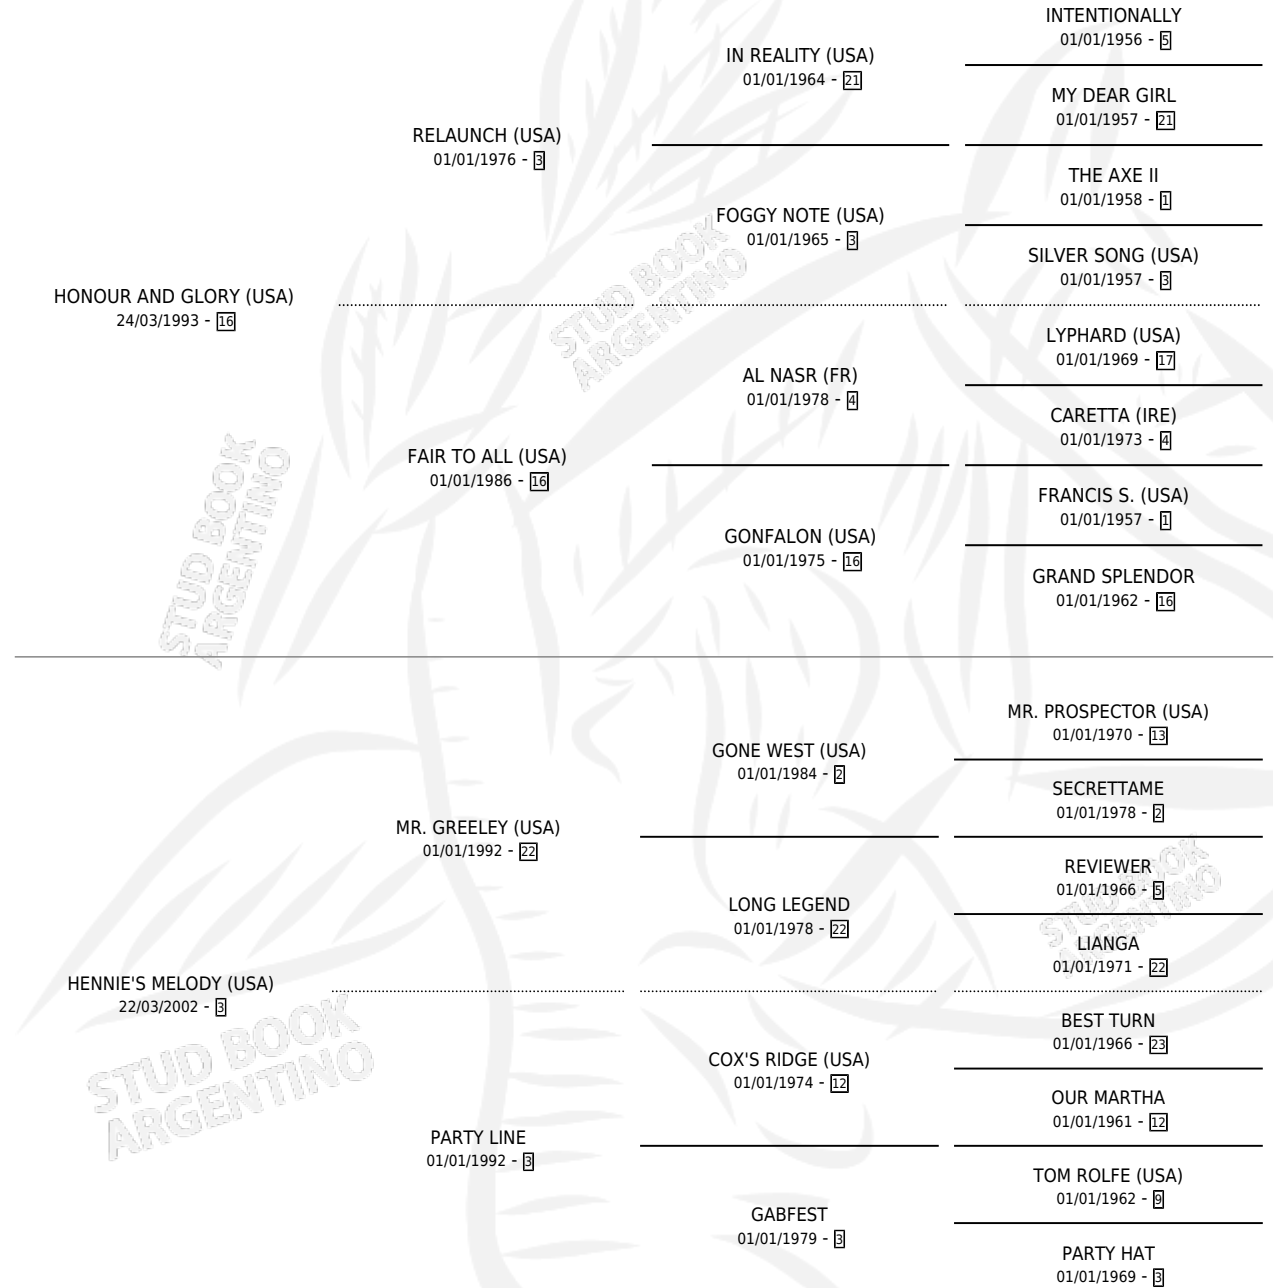 INTENTIONALLY
01/01/1956 - 5
IN REALITY (USA)
01/01/1964 - 21
MY DEAR GIRL
01/01/1957 - 21
RELAUNCH (USA)
01/01/1976 - 3
THE AXE II
01/01/1958 - 1
FOGGY NOTE (USA)
01/01/1965 - 3
SILVER SONG (USA)
01/01/1957 - 3
HONOUR AND GLORY (USA)
24/03/1993 - 16
LYPHARD (USA)
01/01/1969 - 17
AL NASR (FR)
01/01/1978 - 4
CARETTA (IRE)
01/01/1973 - 4
FAIR TO ALL (USA)
01/01/1986 - 16
FRANCIS S. (USA)
01/01/1957 - 1
GONFALON (USA)
01/01/1975 - 16
GRAND SPLENDOR
01/01/1962 - 16
MR. PROSPECTOR (USA)
01/01/1970 - 13
GONE WEST (USA)
01/01/1984 - 2
SECRETTAME
01/01/1978 - 2
MR. GREELEY (USA)
01/01/1992 - 22
REVIEWER
01/01/1966 - 5
LONG LEGEND
01/01/1978 - 22
LIANGA
01/01/1971 - 22
HENNIE'S MELODY (USA)
22/03/2002 - 3
BEST TURN
01/01/1966 - 23
COX'S RIDGE (USA)
01/01/1974 - 12
OUR MARTHA
01/01/1961 - 12
PARTY LINE
01/01/1992 - 3
TOM ROLFE (USA)
01/01/1962 - 9
GABFEST
01/01/1979 - 3
PARTY HAT
01/01/1969 - 3
STUD BOOK
ARGENTINO
STUD BOOK
ARGENTINO
STUD BOOK
ARGENTINO
STUD BOOK
ARGENTINO